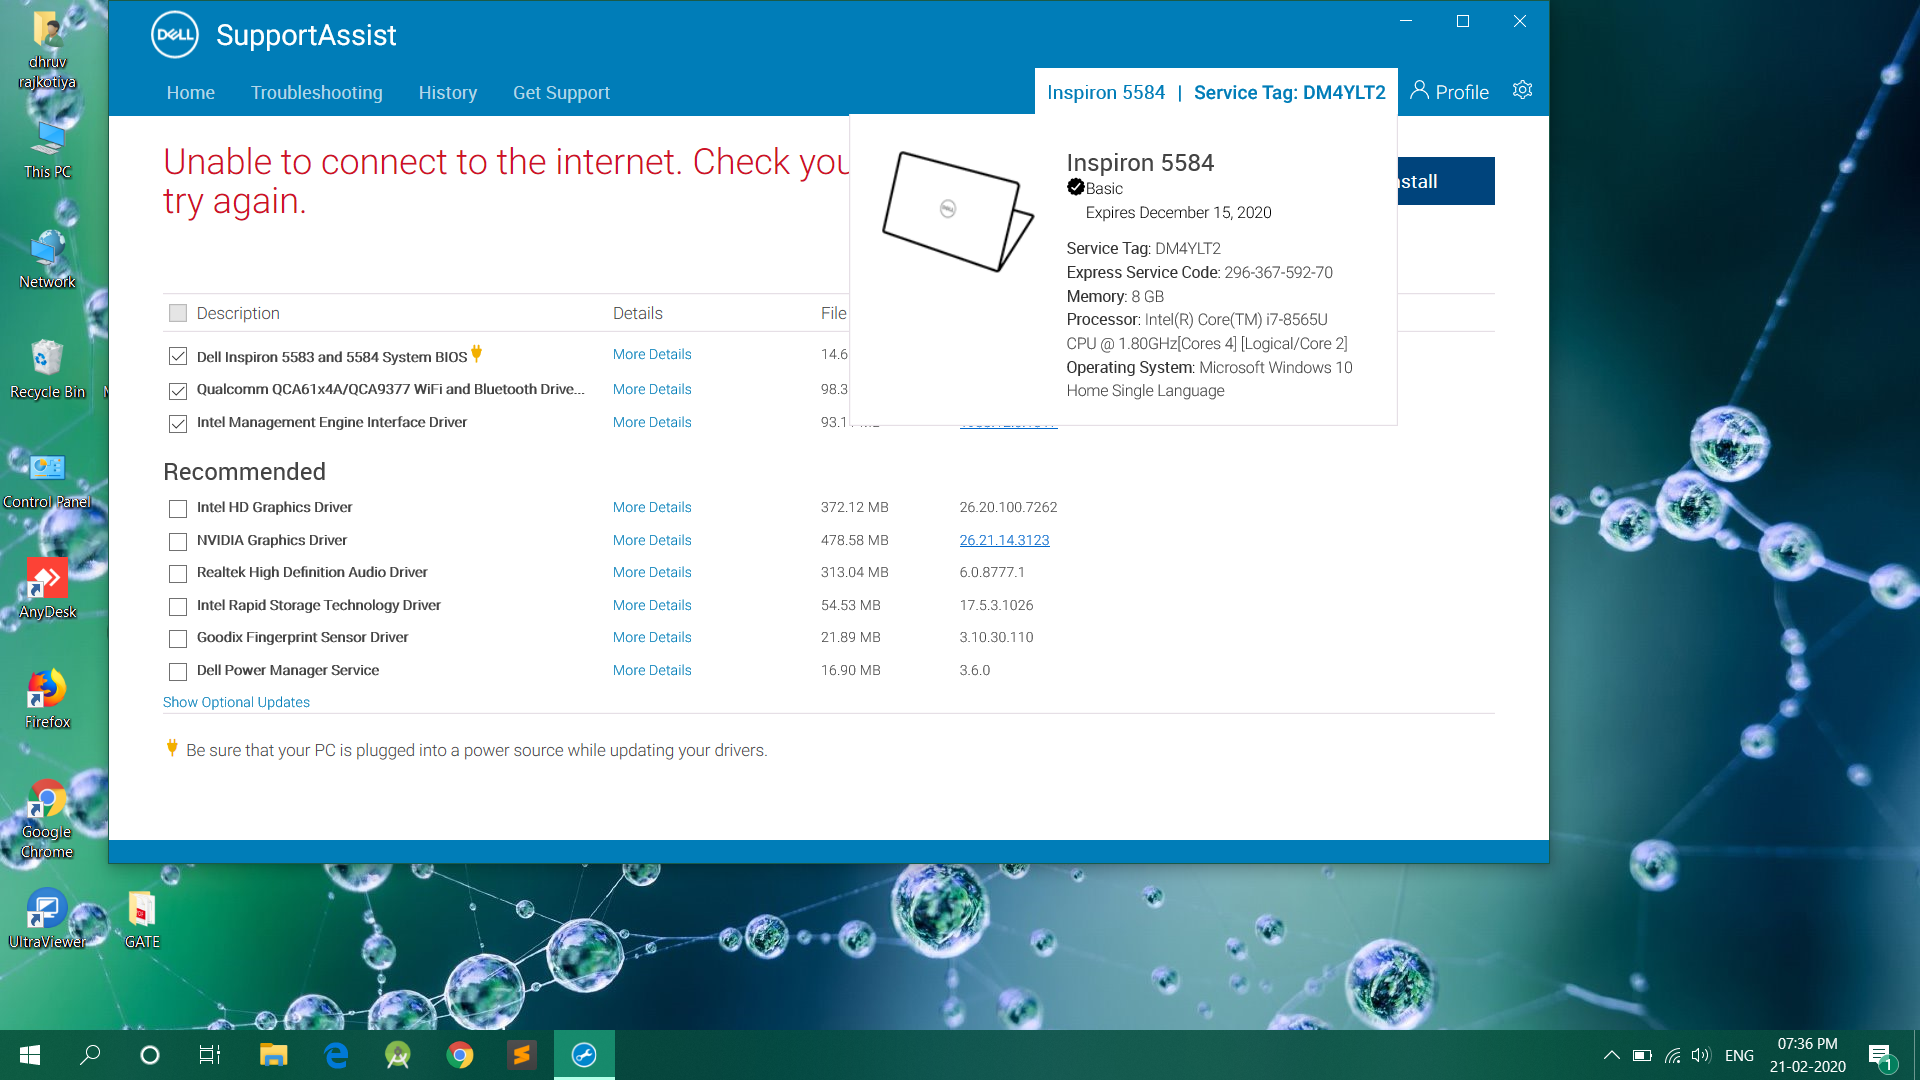 dhruv
rajkotiya
This PC
Network
Recycle Bin
Control Panel
AnyDesk
Firefox
Google
Chrome
UltraViewer
GATE
DELL
SupportAssist
Home
Troubleshooting
History
Get Support
Inspiron 5584 | Service Tag: DM4YLT2
Profile
Unable to connect to the internet. Check you
try again.
stall
Inspiron 5584
Basic
Expires December 15, 2020
Service Tag: DM4YLT2
Express Service Code: 296-367-592-70
Memory: 8 GB
Processor: Intel(R) Core(TM) i7-8565U
CPU @ 1.80GHz[Cores 4] [Logical/Core 2]
Operating System: Microsoft Windows 10
Home Single Language
Description Details File
Dell Inspiron 5583 and 5584 System BIOS More Details 14.6
Qualcomm QCA61x4A/QCA9377 WiFi and Bluetooth Drive... More Details 98.3
Intel Management Engine Interface Driver More Details 93.1
Recommended
Intel HD Graphics Driver More Details 372.12 MB 26.20.100.7262
NVIDIA Graphics Driver More Details 478.58 MB 26.21.14.3123
Realtek High Definition Audio Driver More Details 313.04 MB 6.0.8777.1
Intel Rapid Storage Technology Driver More Details 54.53 MB 17.5.3.1026
Goodix Fingerprint Sensor Driver More Details 21.89 MB 3.10.30.110
Dell Power Manager Service More Details 16.90 MB 3.6.0
Show Optional Updates
Be sure that your PC is plugged into a power source while updating your drivers.
ENG
07:36 PM
21-02-2020
1